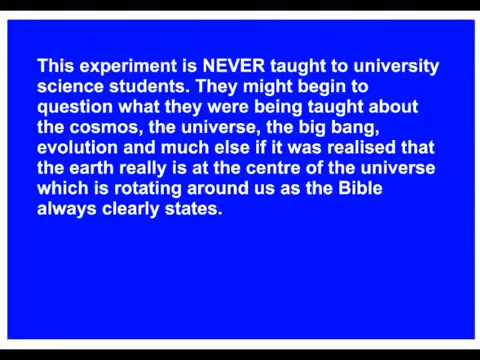 This experiment is NEVER taught to university
science students. They might begin to
question what they were being taught about
the cosmos, the universe, the big bang,
evolution and much else if it was realised that
the earth really is at the centre of the universe
which is rotating around us as the Bible
always clearly states.